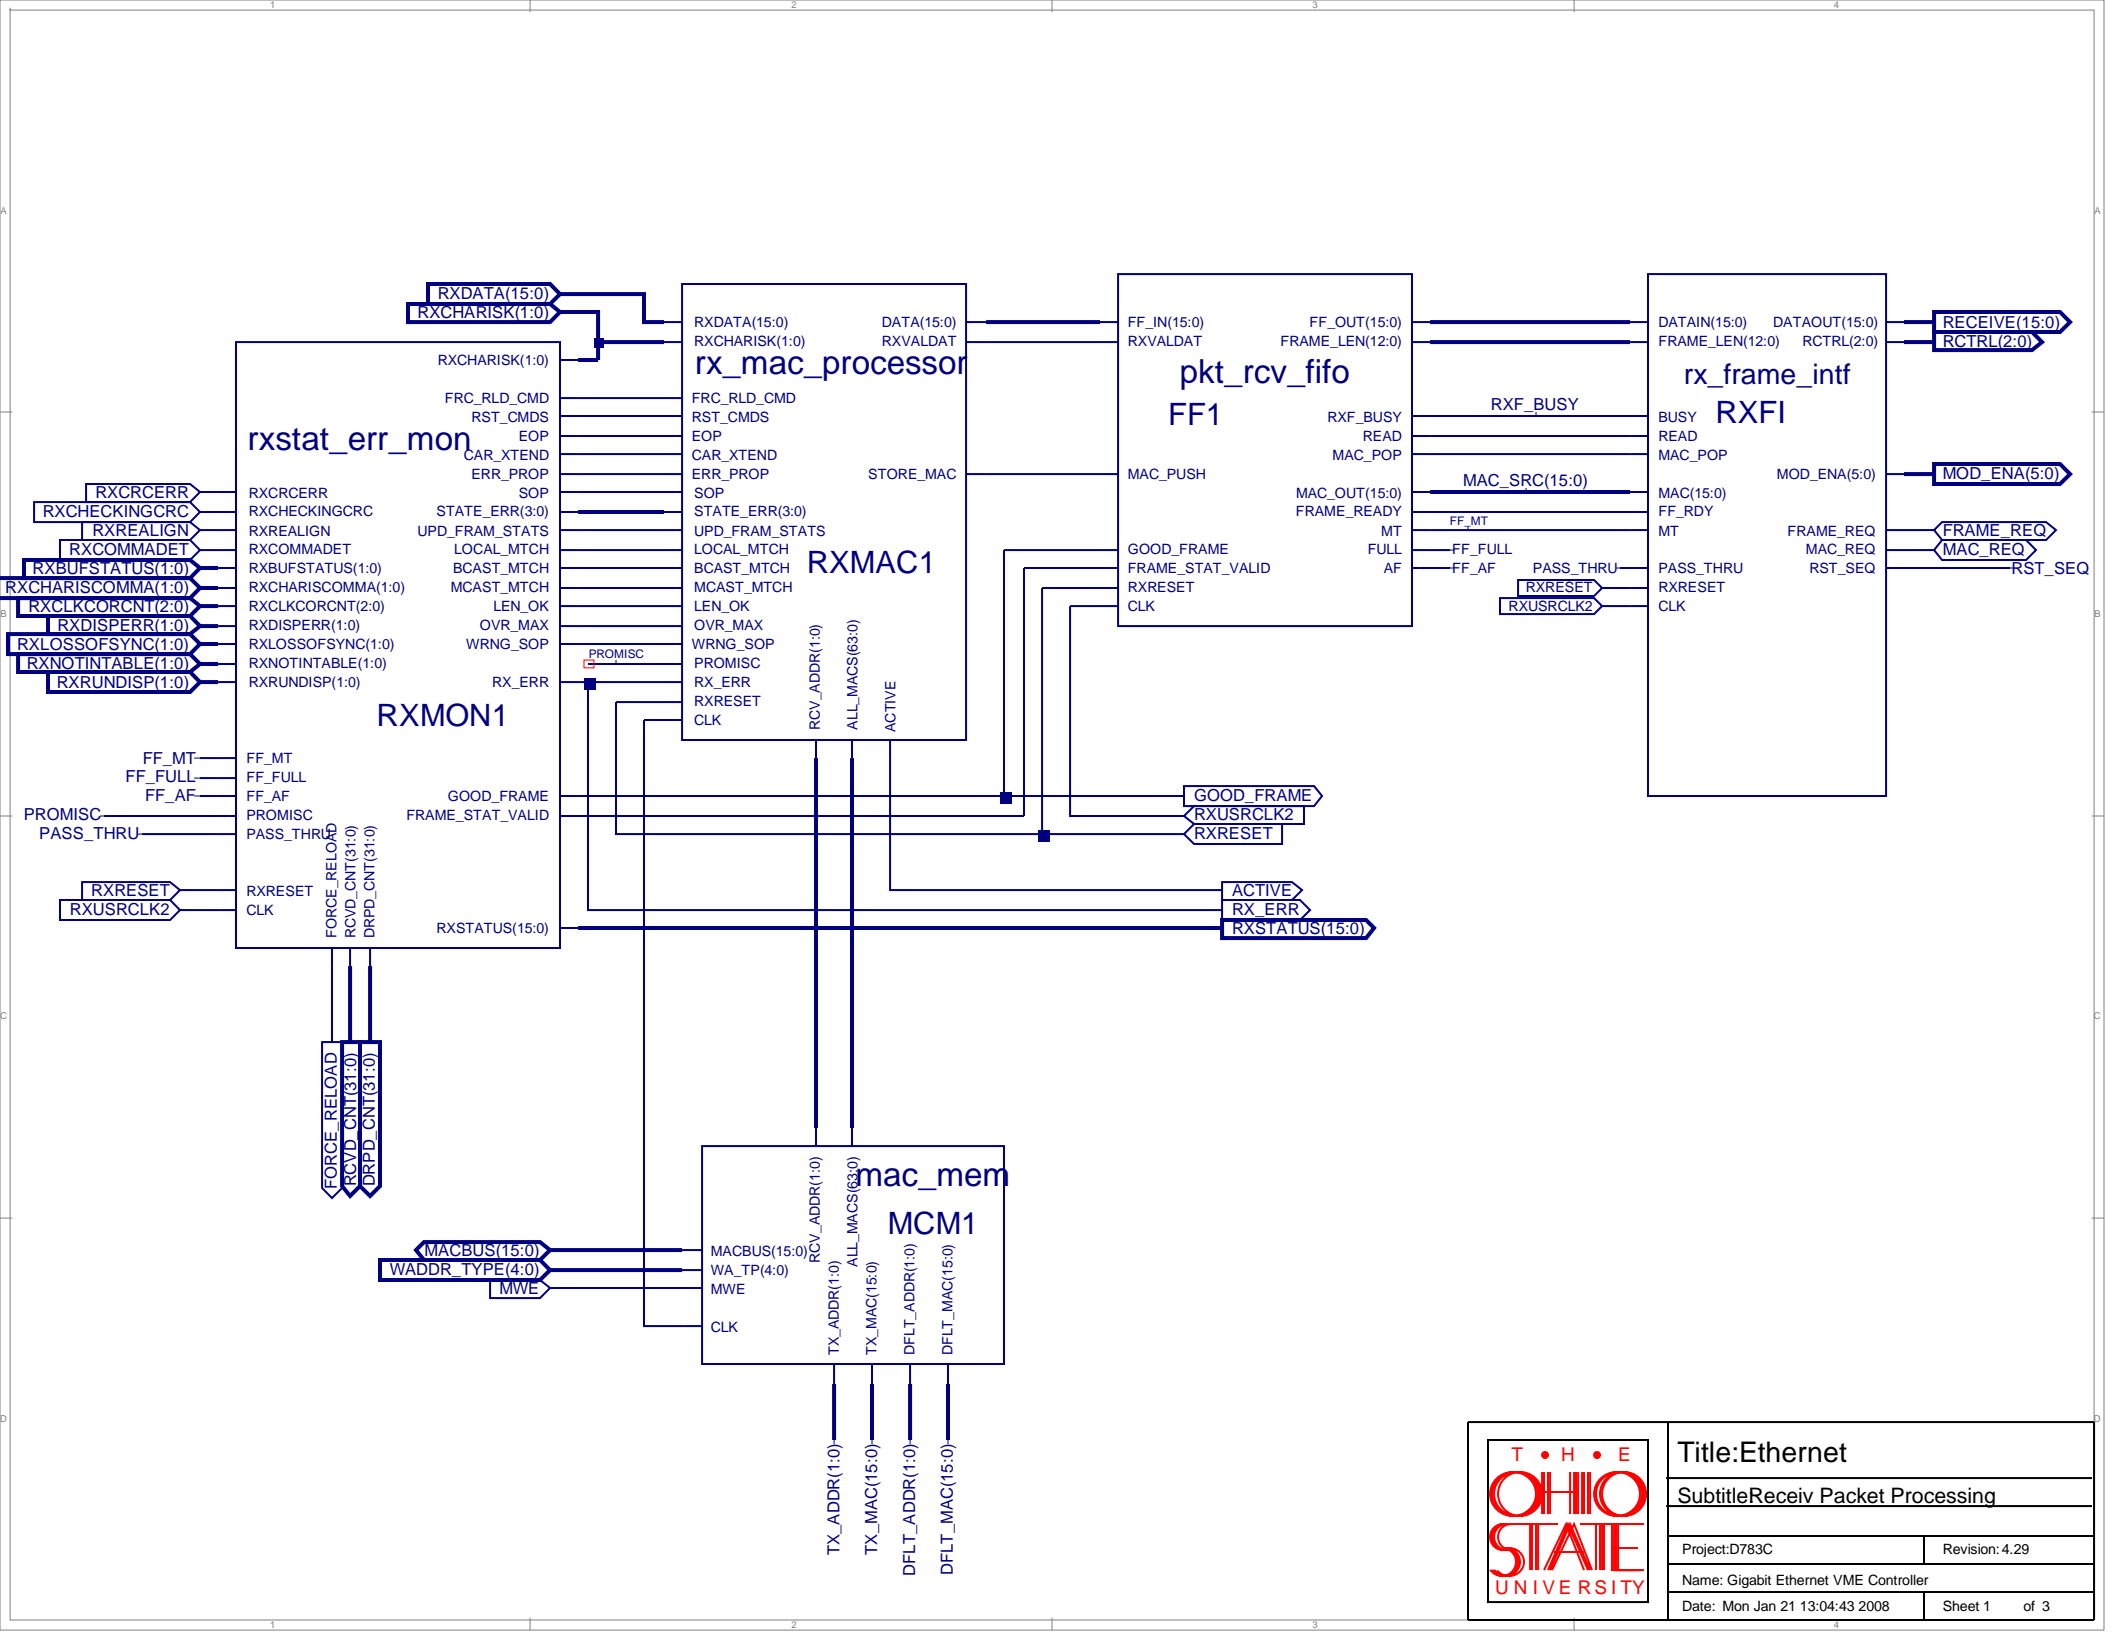 1 2 3 4
A A
RXDATA(15:0)
RXCHARISK(1:0)
RXCHARISK(1:0)
FRC_RLD_CMD
RST_CMDS
EOP
rxstat_err_mon
CAR_XTEND
ERR_PROP
SOP
STATE_ERR(3:0)
UPD_FRAM_STATS
LOCAL_MTCH
BCAST_MTCH
MCAST_MTCH
LEN_OK
OVR_MAX
WRNG_SOP
RX_ERR
RXMON1
RXCRCERR
RXCHECKINGCRC
RXREALIGN
RXCOMMADET
RXBUFSTATUS(1:0)
RXCHARISCOMMA(1:0)
RXCLKCORCNT(2:0)
RXDISPERR(1:0)
RXLOSSOFSYNC(1:0)
RXNOTINTABLE(1:0)
RXRUNDISP(1:0)
RXCRCERR
RXCHECKINGCRC
RXREALIGN
RXCOMMADET
RXBUFSTATUS(1:0)
RXCHARISCOMMA(1:0)
RXCLKCORCNT(2:0)
RXDISPERR(1:0)
RXLOSSOFSYNC(1:0)
RXNOTINTABLE(1:0)
RXRUNDISP(1:0)
FF_MT
FF_FULL
FF_AF
PROMISC
PASS_THRU
RXRESET
RXUSRCLK2
FF_MT
FF_FULL
FF_AF
PROMISC
PASS_THRU
RXRESET
CLK
FORCE_RELOAD
RCVD_CNT(31:0)
DRPD_CNT(31:0)
GOOD_FRAME
FRAME_STAT_VALID
RXSTATUS(15:0)
FORCE_RELOAD
RCVD_CNT(31:0)
DRPD_CNT(31:0)
PROMISC
RXDATA(15:0)
RXCHARISK(1:0)
DATA(15:0)
RXVALDAT
rx_mac_processor
FRC_RLD_CMD
RST_CMDS
EOP
CAR_XTEND
ERR_PROP
SOP
STATE_ERR(3:0)
UPD_FRAM_STATS
LOCAL_MTCH
BCAST_MTCH
MCAST_MTCH
LEN_OK
OVR_MAX
WRNG_SOP
PROMISC
RX_ERR
RXRESET
CLK
STORE_MAC
RXMAC1
RCV_ADDR(1:0)
ALL_MACS(63:0)
ACTIVE
FF_IN(15:0)
RXVALDAT
FF_OUT(15:0)
FRAME_LEN(12:0)
pkt_rcv_fifo
FF1
RXF_BUSY
READ
MAC_POP
MAC_PUSH
MAC_OUT(15:0)
FRAME_READY
MT
FULL
AF
GOOD_FRAME
FRAME_STAT_VALID
RXRESET
CLK
RXF_BUSY
MAC_SRC(15:0)
FF_MT
FF_FULL
FF_AF
PASS_THRU
RXRESET
RXUSRCLK2
DATAIN(15:0)
FRAME_LEN(12:0)
DATAOUT(15:0)
RCTRL(2:0)
rx_frame_intf
RXFI
BUSY
READ
MAC_POP
MOD_ENA(5:0)
MAC(15:0)
FF_RDY
MT
FRAME_REQ
MAC_REQ
RST_SEQ
PASS_THRU
RXRESET
CLK
RECEIVE(15:0)
RCTRL(2:0)
MOD_ENA(5:0)
FRAME_REQ
MAC_REQ
RST_SEQ
B B
GOOD_FRAME
RXUSRCLK2
RXRESET
ACTIVE
RX_ERR
RXSTATUS(15:0)
C C
RCV_ADDR(1:0)
ALL_MACS(63:0)
mac_mem
MCM1
MACBUS(15:0)
WADDR_TYPE(4:0)
MWE
MACBUS(15:0)
WA_TP(4:0)
MWE
CLK
TX_ADDR(1:0)
TX_MAC(15:0)
DFLT_ADDR(1:0)
DFLT_MAC(15:0)
TX_ADDR(1:0)
TX_MAC(15:0)
DFLT_ADDR(1:0)
DFLT_MAC(15:0)
D D
T • H • E
OHIO
STATE
UNIVERSITY
Title:Ethernet
SubtitleReceiv Packet Processing
Project:D783C Revision: 4.29
Name: Gigabit Ethernet VME Controller
Date: Mon Jan 21 13:04:43 2008 Sheet 1 of 3
1 2 3 4